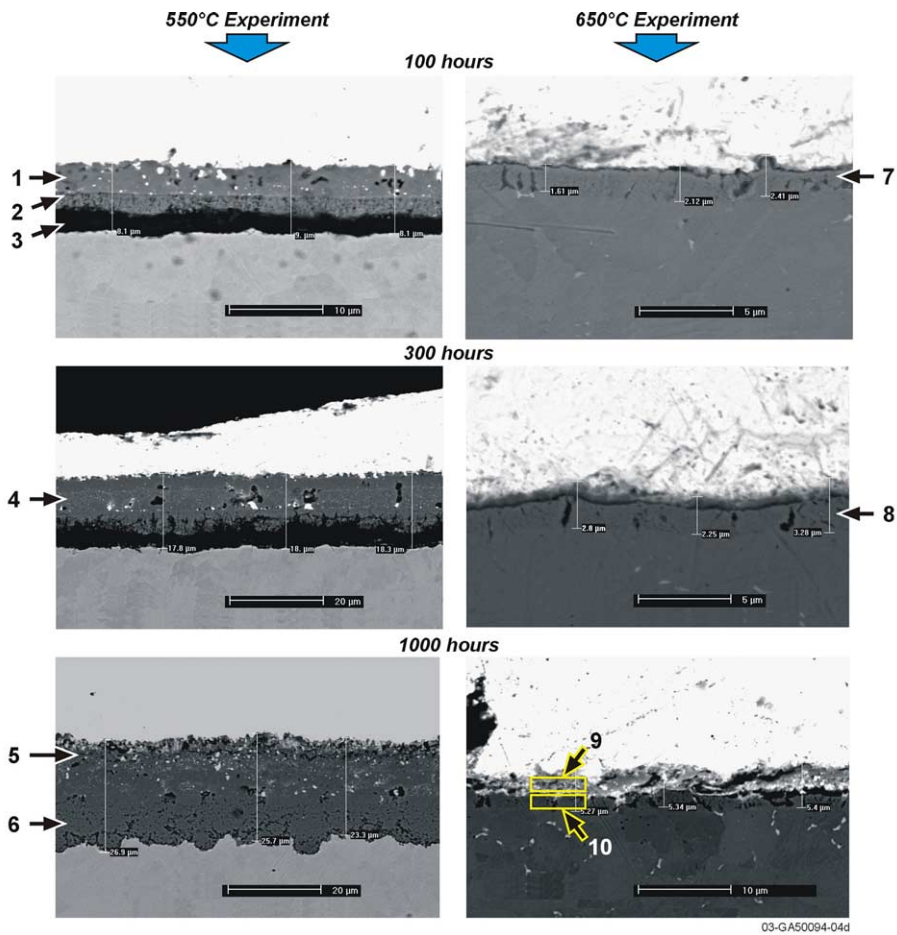 550°C Experiment
650°C Experiment
100 hours
1
2
3
8.1 µm
9. µm
8.1 µm
10 µm
1.61 µm
2.12 µm
2.41 µm
5 µm
7
300 hours
4
17.8 µm
18. µm
18.3 µm
20 µm
2.8 µm
2.25 µm
3.28 µm
5 µm
8
1000 hours
5
6
26.9 µm
25.7 µm
23.3 µm
20 µm
9
5.27 µm
5.34 µm
5.4 µm
10
10 µm
03-GA50094-04d